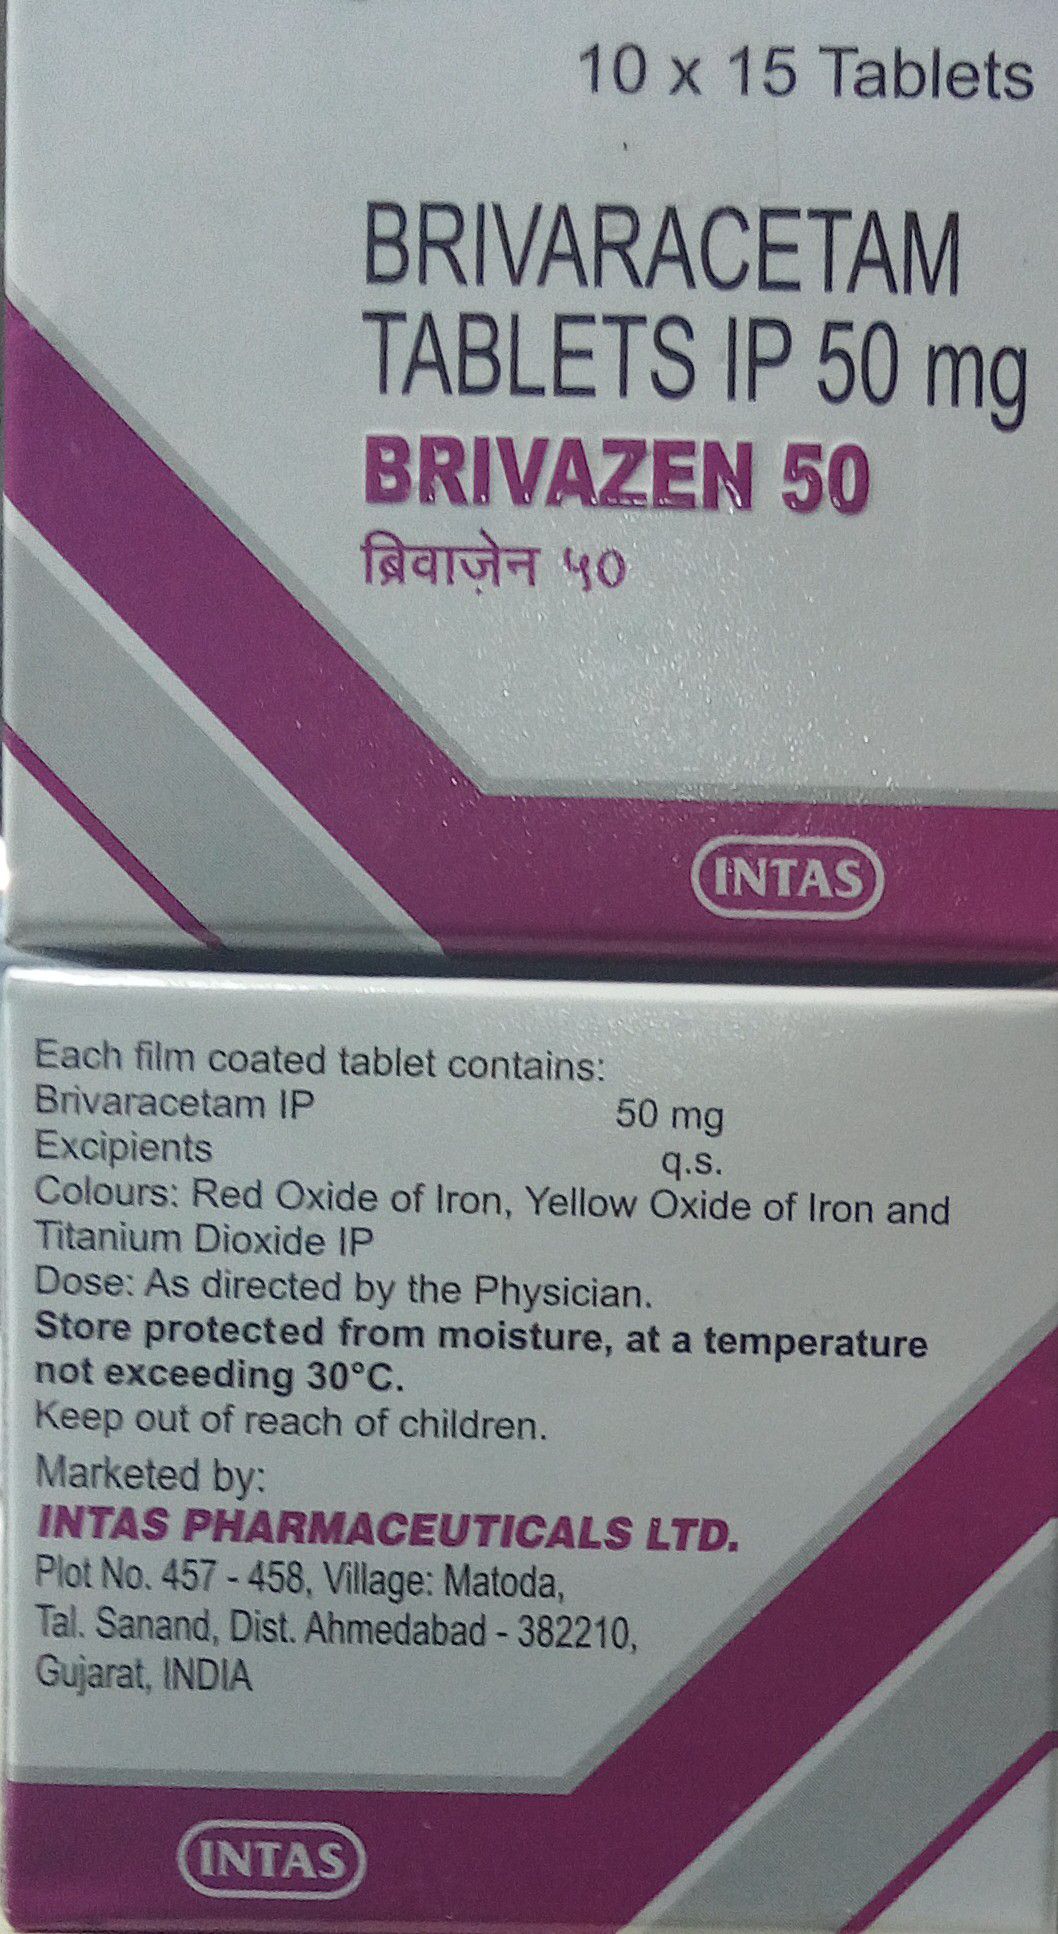 10 x 15 Tablets
BRIVARACETAM
TABLETS IP 50 mg
BRIVAZEN 50
ब्रिवाज़ेन ५०
INTAS
Each film coated tablet contains:
Brivaracetam IP 50 mg
Excipients q.s.
Colours: Red Oxide of Iron, Yellow Oxide of Iron and
Titanium Dioxide IP
Dose: As directed by the Physician.
Store protected from moisture, at a temperature
not exceeding 30°C.
Keep out of reach of children.
Marketed by:
INTAS PHARMACEUTICALS LTD.
Plot No. 457 - 458, Village: Matoda,
Tal. Sanand, Dist. Ahmedabad - 382210,
Gujarat, INDIA
INTAS